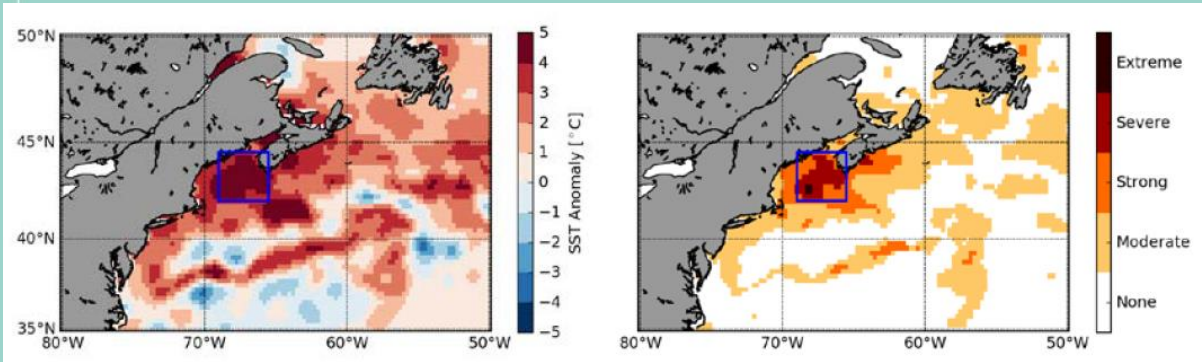 50°N
45°N
40°N
35°N
80°W 70°W 60°W 50°W
5
4
3
2
1
0
−1
−2
−3
−4
−5
SST Anomaly [°C]
80°W 70°W 60°W 50°W
Extreme
Severe
Strong
Moderate
None